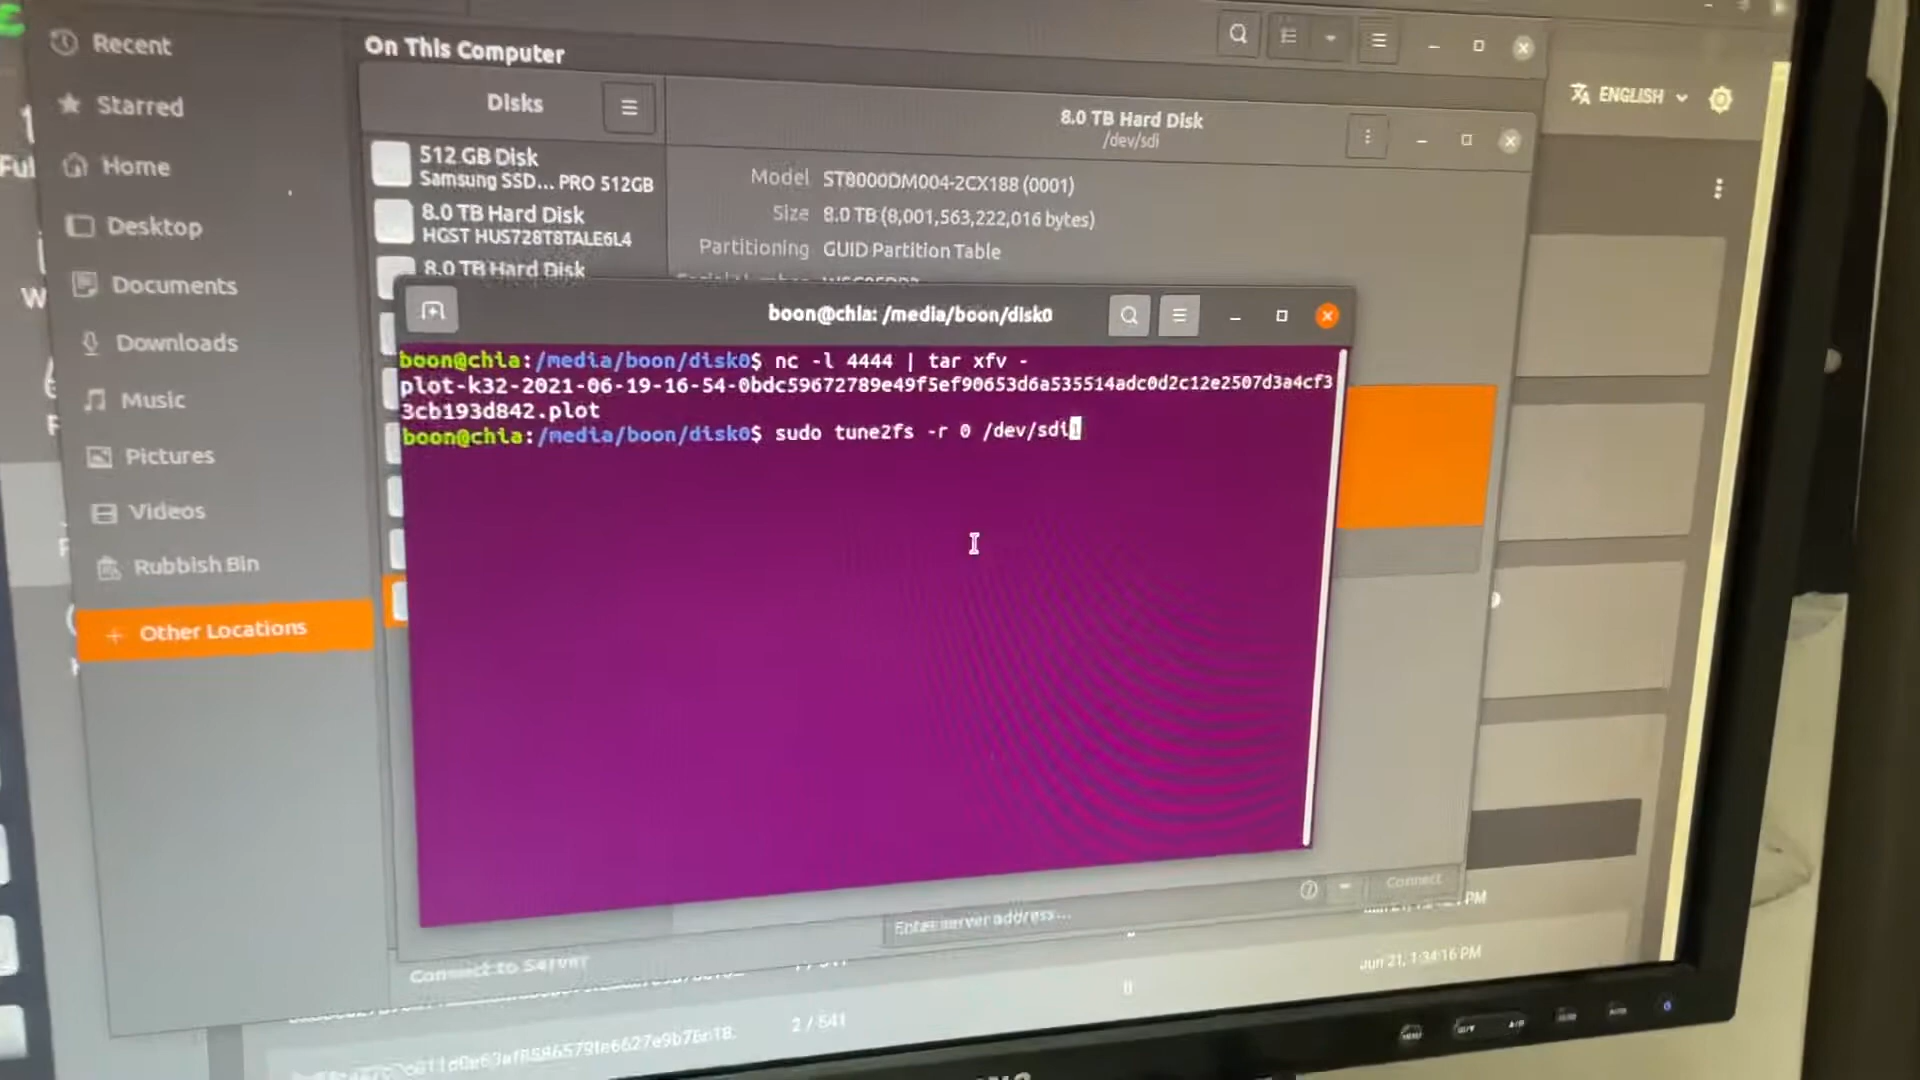 Recent
Starred
Home
Desktop
Documents
Downloads
Music
Pictures
Videos
Rubbish Bin
Other Locations
On This Computer
Disks
512 GB Disk
Samsung SSD... PRO 512GB
8.0 TB Hard Disk
HGST HUS728T8TALE6L4
8.0 TB Hard Disk
8.0 TB Hard Disk
/dev/sdi
Model ST8000DM004-2CX188 (0001)
Size 8.0 TB (8,001,563,222,016 bytes)
Partitioning GUID Partition Table
ENGLISH
boon@chia: /media/boon/disk0
boon@chia:/media/boon/disk0$ nc -l 4444 | tar xfv -
plot-k32-2021-06-19-16-54-0bdc59672789e49f5ef90653d6a535514adc0d2c12e2507d3a4cf3
3cb193d842.plot
boon@chia:/media/boon/disk0$ sudo tune2fs -r 0 /dev/sdi1
Enter server address...
Connect
Connect to Server
Jun 21, 1:34:16 PM
2 / 541